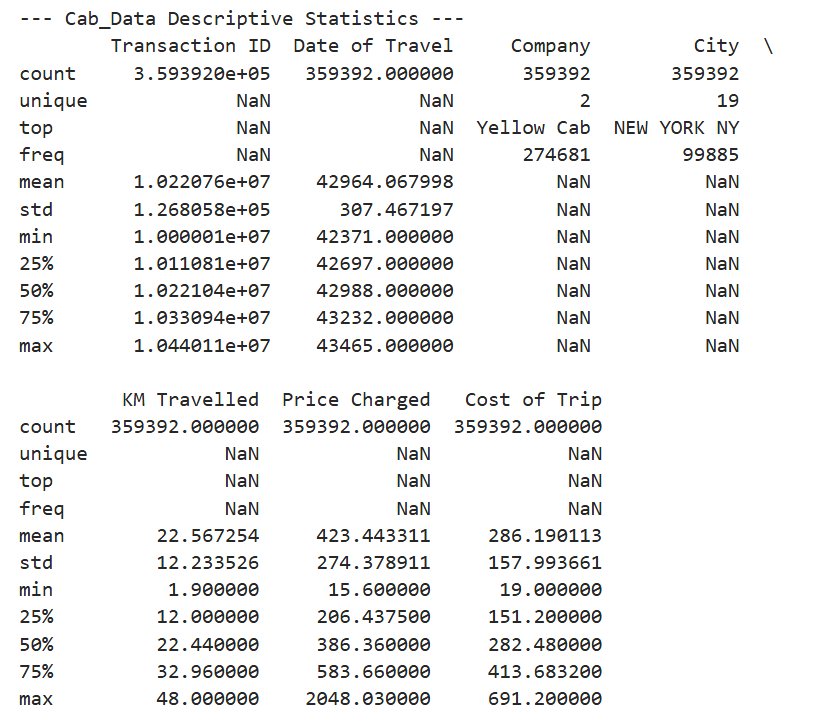 --- Cab_Data Descriptive Statistics ---
        Transaction ID  Date of Travel     Company         City  \
count     3.593920e+05   359392.000000      359392       359392
unique             NaN             NaN           2           19
top                NaN             NaN  Yellow Cab  NEW YORK NY
freq               NaN             NaN      274681        99885
mean      1.022076e+07    42964.067998         NaN          NaN
std       1.268058e+05      307.467197         NaN          NaN
min       1.000001e+07    42371.000000         NaN          NaN
25%       1.011081e+07    42697.000000         NaN          NaN
50%       1.022104e+07    42988.000000         NaN          NaN
75%       1.033094e+07    43232.000000         NaN          NaN
max       1.044011e+07    43465.000000         NaN          NaN

         KM Travelled  Price Charged   Cost of Trip
count   359392.000000  359392.000000  359392.000000
unique            NaN            NaN            NaN
top               NaN            NaN            NaN
freq              NaN            NaN            NaN
mean        22.567254     423.443311     286.190113
std         12.233526     274.378911     157.993661
min          1.900000      15.600000      19.000000
25%         12.000000     206.437500     151.200000
50%         22.440000     386.360000     282.480000
75%         32.960000     583.660000     413.683200
max         48.000000    2048.030000     691.200000